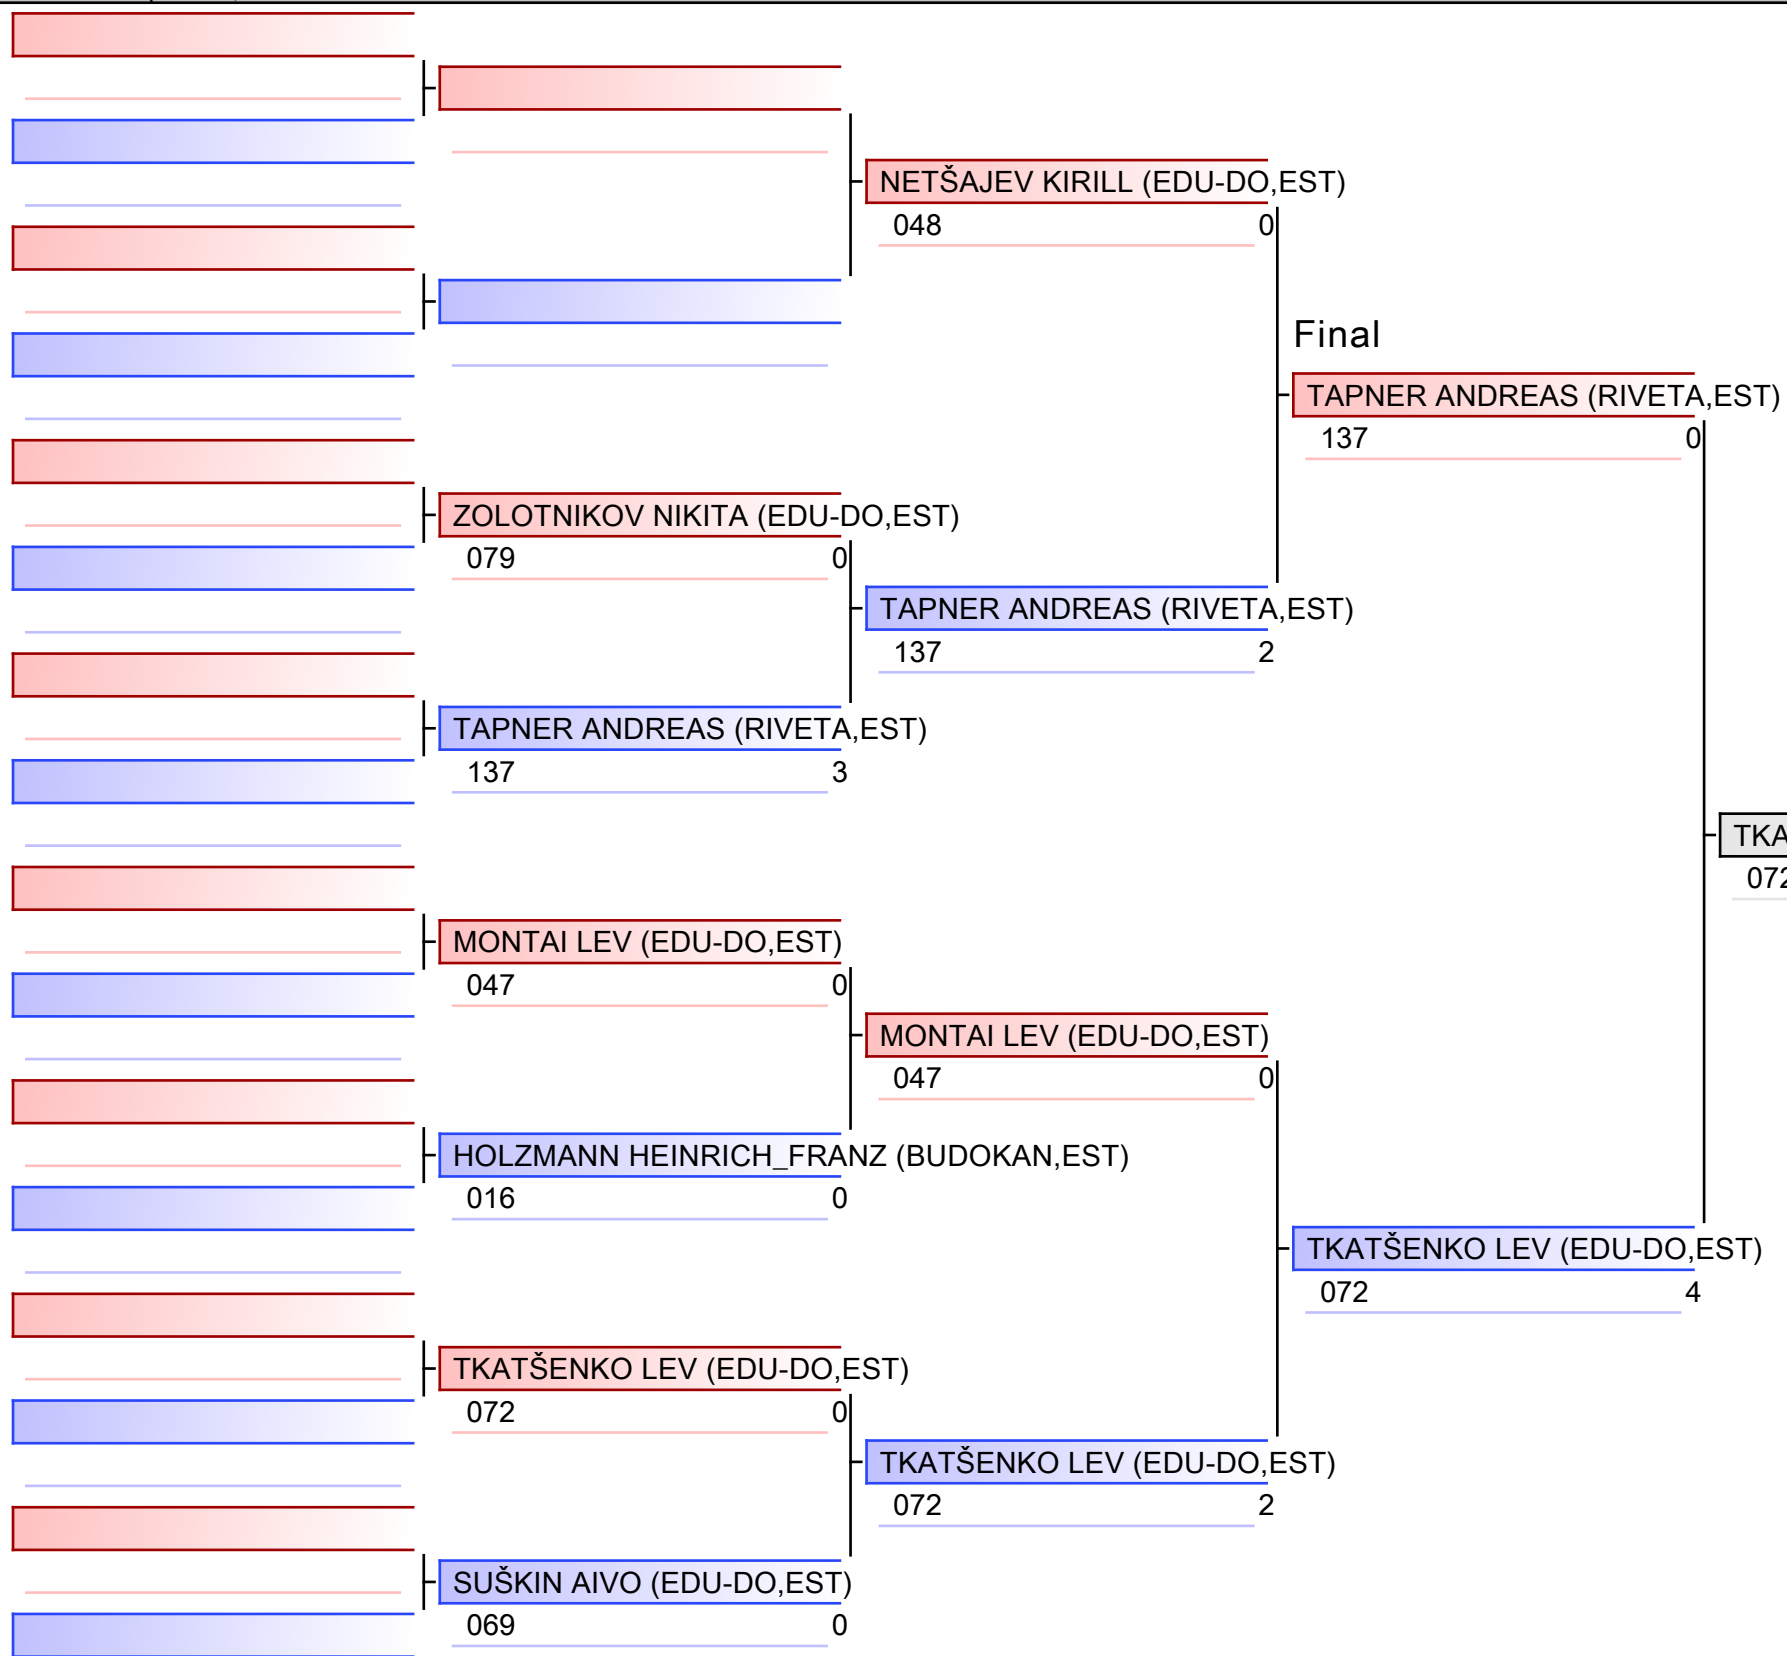 NETŠAJEV KIRILL (EDU-DO,EST)
048 0
Final
TAPNER ANDREAS (RIVETA,EST)
137 0
ZOLOTNIKOV NIKITA (EDU-DO,EST)
079 0
TAPNER ANDREAS (RIVETA,EST)
137 2
TAPNER ANDREAS (RIVETA,EST)
137 3
TKA
072
MONTAI LEV (EDU-DO,EST)
047 0
MONTAI LEV (EDU-DO,EST)
047 0
HOLZMANN HEINRICH_FRANZ (BUDOKAN,EST)
016 0
TKATŠENKO LEV (EDU-DO,EST)
072 4
TKATŠENKO LEV (EDU-DO,EST)
072 0
TKATŠENKO LEV (EDU-DO,EST)
072 2
SUŠKIN AIVO (EDU-DO,EST)
069 0